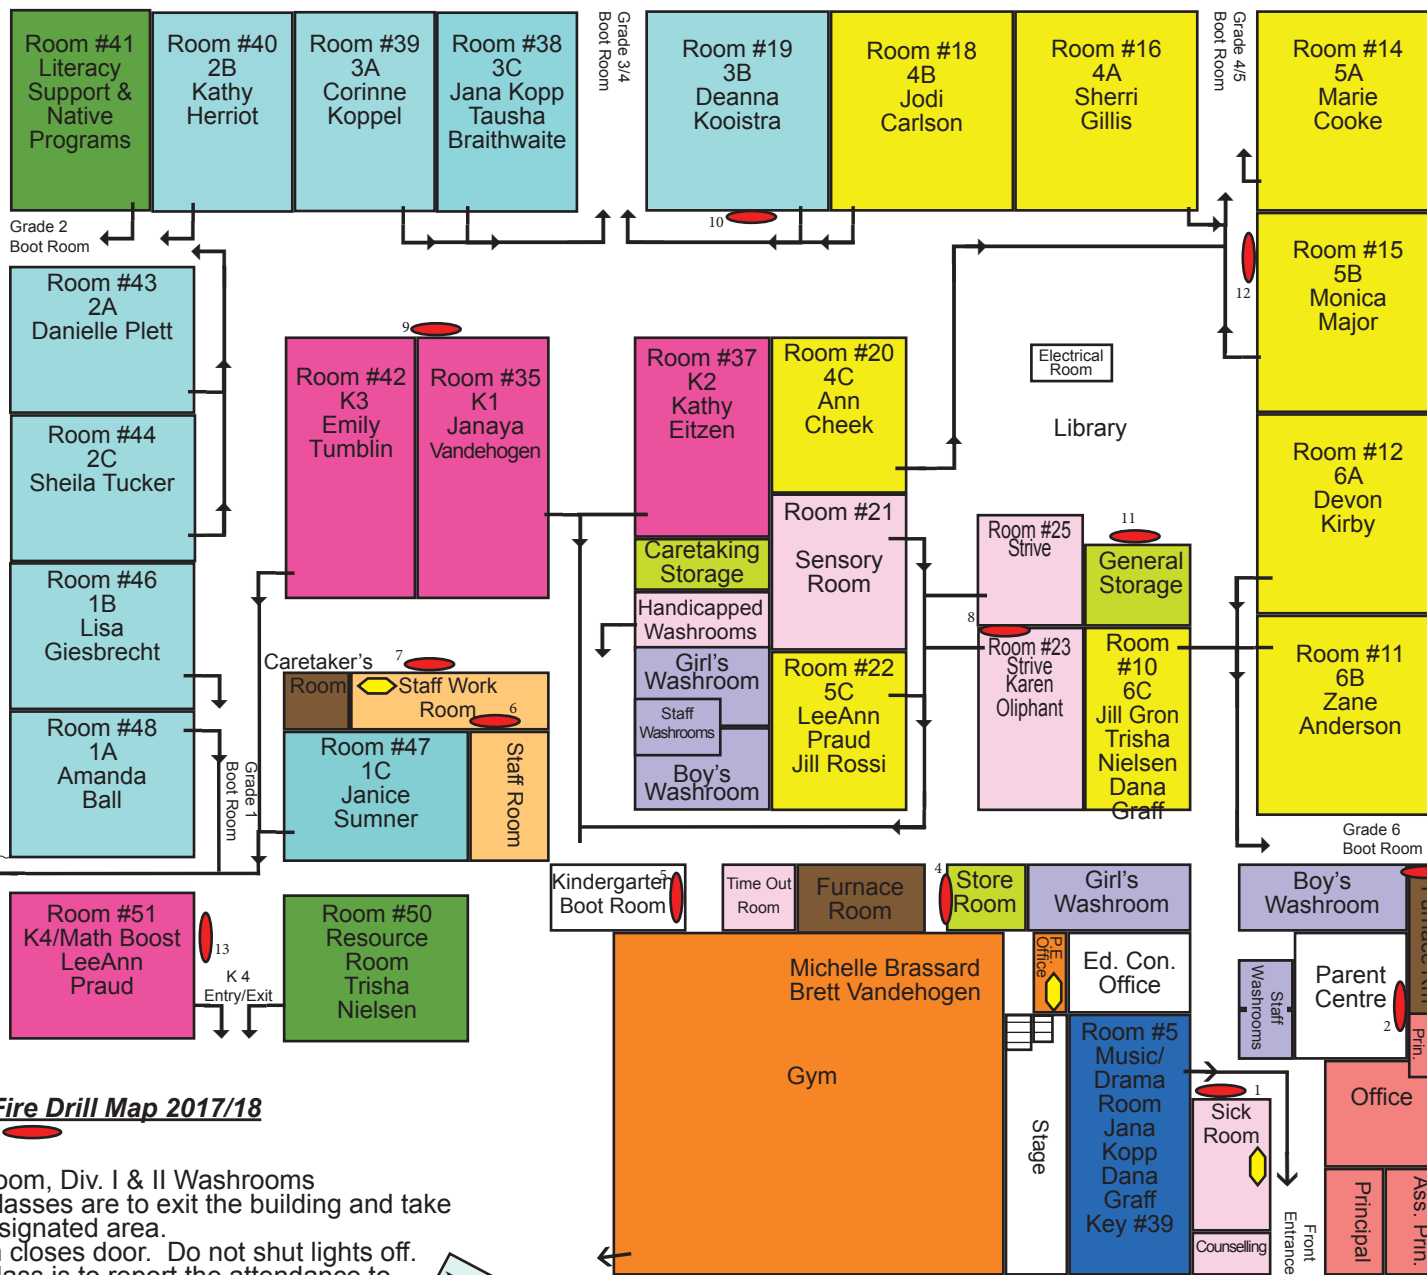 Room #41
Literacy
Support &
Native
Programs
Room #40
2B
Kathy
Herriot
Room #39
3A
Corinne
Koppel
Room #38
3C
Jana Kopp
Tausha
Braithwaite
Grade 3/4
Boot Room
Room #19
3B
Deanna
Kooistra
Room #18
4B
Jodi
Carlson
Room #16
4A
Sherri
Gillis
Grade 4/5
Boot Room
Room #14
5A
Marie
Cooke
Grade 2
Boot Room
10
12
Room #15
5B
Monica
Major
Room #43
2A
Danielle Plett
9
Room #42
K3
Emily
Tumblin
Room #35
K1
Janaya
Vandehogen
Room #37
K2
Kathy
Eitzen
Room #20
4C
Ann
Cheek
Electrical
Room
Library
Room #44
2C
Sheila Tucker
Room #12
6A
Devon
Kirby
Room #21
Sensory
Room
Room #25
Strive
11
General
Storage
Caretaking
Storage
Room #46
1B
Lisa
Giesbrecht
Handicapped
Washrooms
8
Room #23
Strive
Karen
Oliphant
Room
#10
6C
Jill Gron
Trisha
Nielsen
Dana
Graff
Room #11
6B
Zane
Anderson
Caretaker's
Room
7
Staff Work
Room
6
Girl's
Washroom
Staff
Washrooms
Boy's
Washroom
Room #22
5C
LeeAnn
Praud
Jill Rossi
Room #48
1A
Amanda
Ball
Grade 1
Boot Room
Room #47
1C
Janice
Sumner
Staff Room
Grade 6
Boot Room
Kindergarten
Boot Room
5
Time Out
Room
Furnace
Room
4
Store
Room
Girl's
Washroom
Boy's
Washroom
Room #51
K4/Math Boost
LeeAnn
Praud
13
K 4
Entry/Exit
Room #50
Resource
Room
Trisha
Nielsen
Michelle Brassard
Brett Vandehogen
Gym
P.E.
Office
Ed. Con.
Office
Staff
Washrooms
Parent
Centre
2
Prin.
Stage
Room #5
Music/
Drama
Room
Jana
Kopp
Dana
Graff
Key #39
1
Sick
Room
Counselling
Front
Entrance
Office
Principal
Ass. Prin.
Fire Drill Map 2017/18
oom, Div. I & II Washrooms
lasses are to exit the building and take
signated area.
closes door. Do not shut lights off.
lass is to report the attendance to